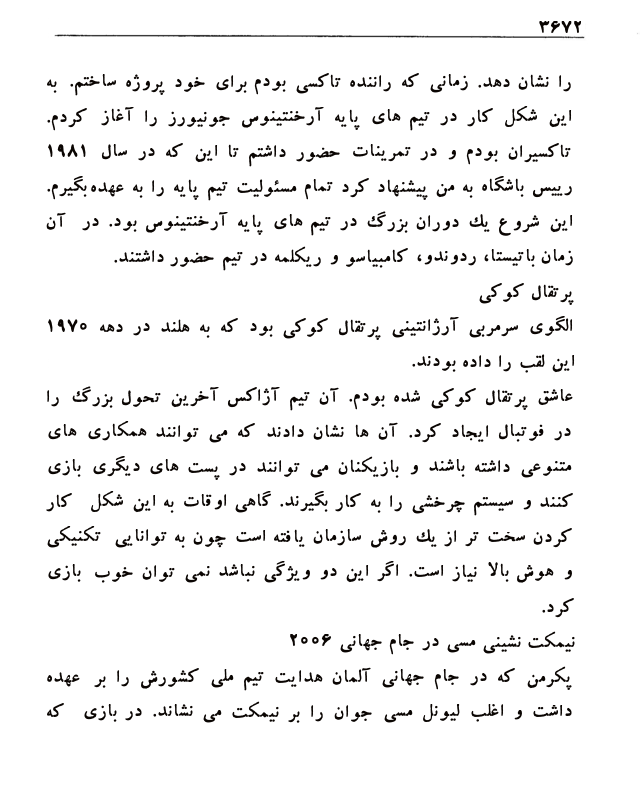 ۳۶۷۲
را نشان دهد. زمانی که راننده تاکسی بودم برای خود پروژه ساختم. به
این شکل کار در تیم های پایه آرخنتینوس جونیورز را آغاز کردم.
تاکسیران بودم و در تمرینات حضور داشتم تا این که در سال ۱۹۸۱
رییس باشگاه به من پیشنهاد کرد تمام مسئولیت تیم پایه را به عهده بگیرم.
این شروع یك دوران بزرگ در تیم های پایه آرخنتینوس بود. در آن
زمان باتیستا، ردوندو، کامبیاسو و ریکلمه در تیم حضور داشتند.
پرتقال کوکی
الگوی سرمربی آرژانتینی پرتقال کوکی بود که به هلند در دهه ۱۹۷۰
این لقب را داده بودند.
عاشق پرتقال کوکی شده بودم. آن تیم آژاکس آخرین تحول بزرگ را
در فوتبال ایجاد کرد. آن ها نشان دادند که می توانند همکاری های
متنوعی داشته باشند و بازیکنان می توانند در پست های دیگری بازی
کنند و سیستم چرخشی را به کار بگیرند. گاهی اوقات به این شکل کار
کردن سخت تر از یك روش سازمان یافته است چون به توانایی تکنیکی
و هوش بالا نیاز است. اگر این دو ویژگی نباشد نمی توان خوب بازی
کرد.
نیمکت نشینی مسی در جام جهانی ۲۰۰۶
پکرمن که در جام جهانی آلمان هدایت تیم ملی کشورش را بر عهده
داشت و اغلب لیونل مسی جوان را بر نیمکت می نشاند. در بازی که